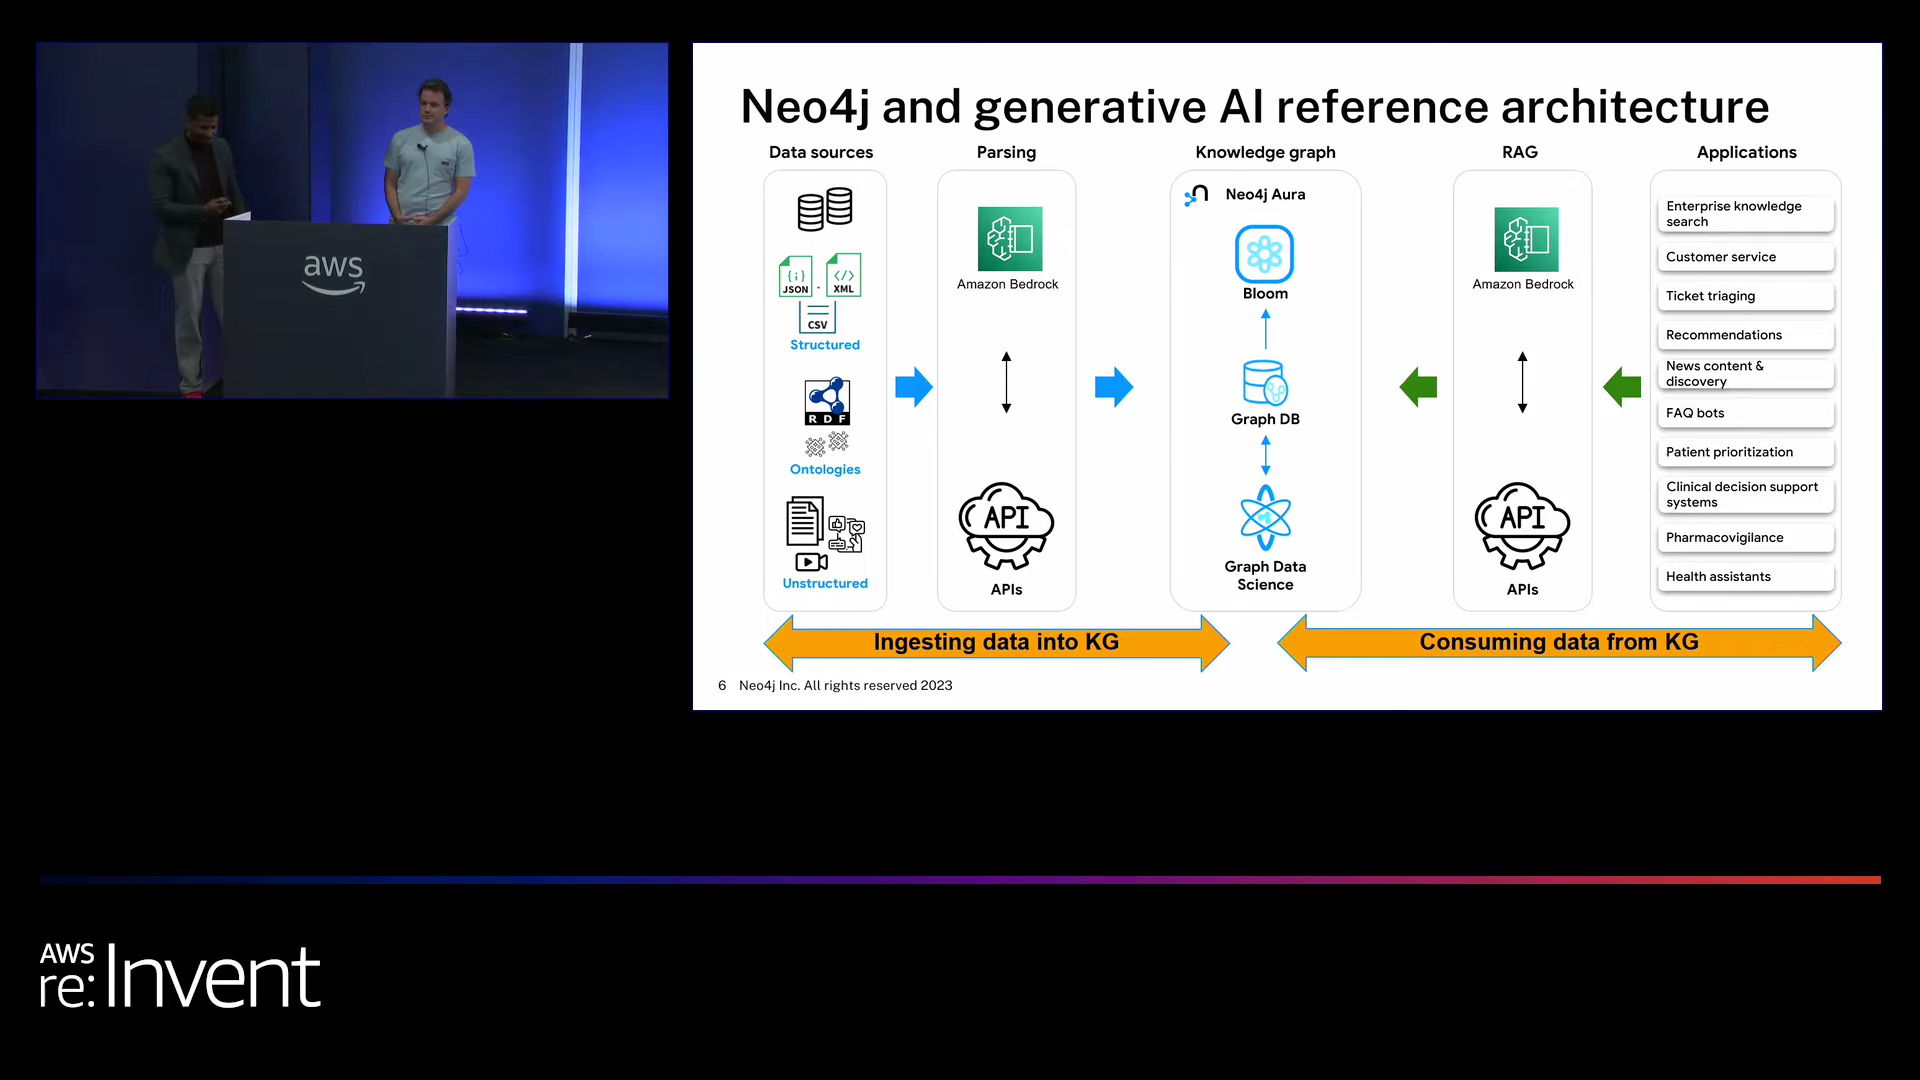 aws
Neo4j and generative AI reference architecture
Data sources
JSON
XML
CSV
Structured
RDF
Ontologies
Unstructured
Parsing
Amazon Bedrock
API
APIs
Knowledge graph
Neo4j Aura
Bloom
Graph DB
Graph Data
Science
RAG
Amazon Bedrock
API
APIs
Applications
Enterprise knowledge
search
Customer service
Ticket triaging
Recommendations
News content &
discovery
FAQ bots
Patient prioritization
Clinical decision support
systems
Pharmacovigilance
Health assistants
Ingesting data into KG
Consuming data from KG
6 Neo4j Inc. All rights reserved 2023
AWS
re:Invent